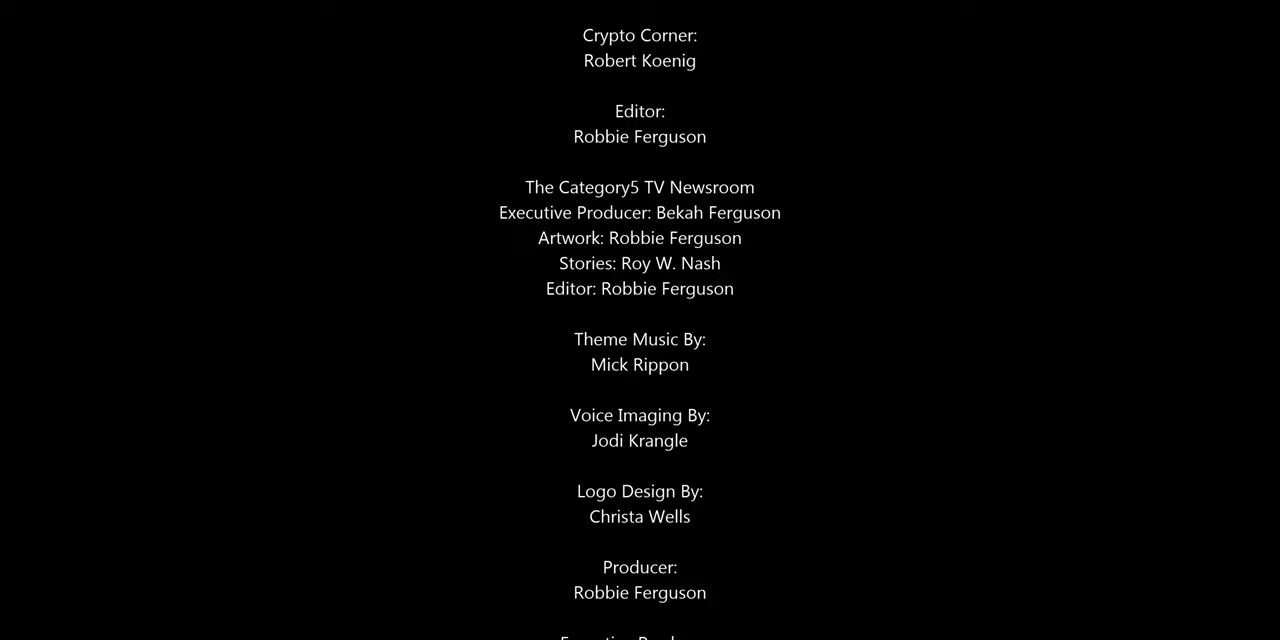 Crypto Corner:
Robert Koenig
Editor:
Robbie Ferguson
The Category5 TV Newsroom
Executive Producer: Bekah Ferguson
Artwork: Robbie Ferguson
Stories: Roy W. Nash
Editor: Robbie Ferguson
Theme Music By:
Mick Rippon
Voice Imaging By:
Jodi Krangle
Logo Design By:
Christa Wells
Producer:
Robbie Ferguson